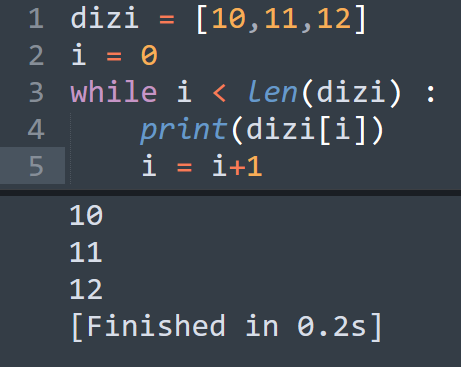 1 dizi = [10,11,12]
2 i = 0
3 while i < len(dizi) :
4     print(dizi[i])
5     i = i+1
10
11
12
[Finished in 0.2s]